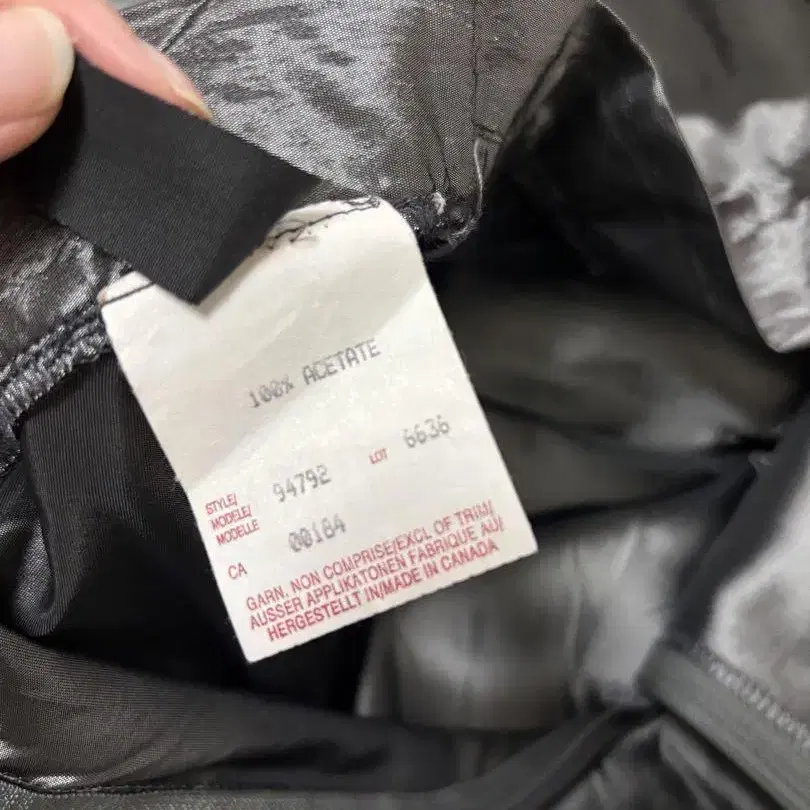 100% ACETATE
STYLE/ MODELE/ MODELLE 94792 LOT 6636
CA 00184
GARN. NON COMPRISE/EXCL OF TRIM/
AUSSER APPLIKATONEN FABRIQUE AU/
HERGESTELLT IN/MADE IN CANADA